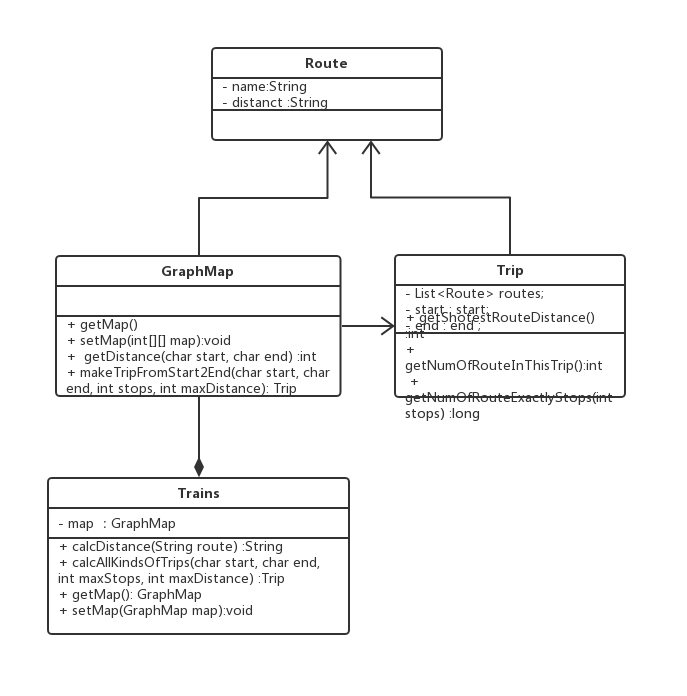 Route
- name:String
- distanct :String
GraphMap
+ getMap()
+ setMap(int[][] map):void
+  getDistance(char start, char end) :int
+ makeTripFromStart2End(char start, char
end, int stops, int maxDistance): Trip
Trip
- List<Route> routes;
- start : start;
- end : end ;
+ getShotestRouteDistance()
:int
+
getNumOfRouteInThisTrip():int
+
getNumOfRouteExactlyStops(int
stops) :long
Trains
- map  : GraphMap
+ calcDistance(String route) :String
+ calcAllKindsOfTrips(char start, char end,
int maxStops, int maxDistance) :Trip
+ getMap(): GraphMap
+ setMap(GraphMap map):void